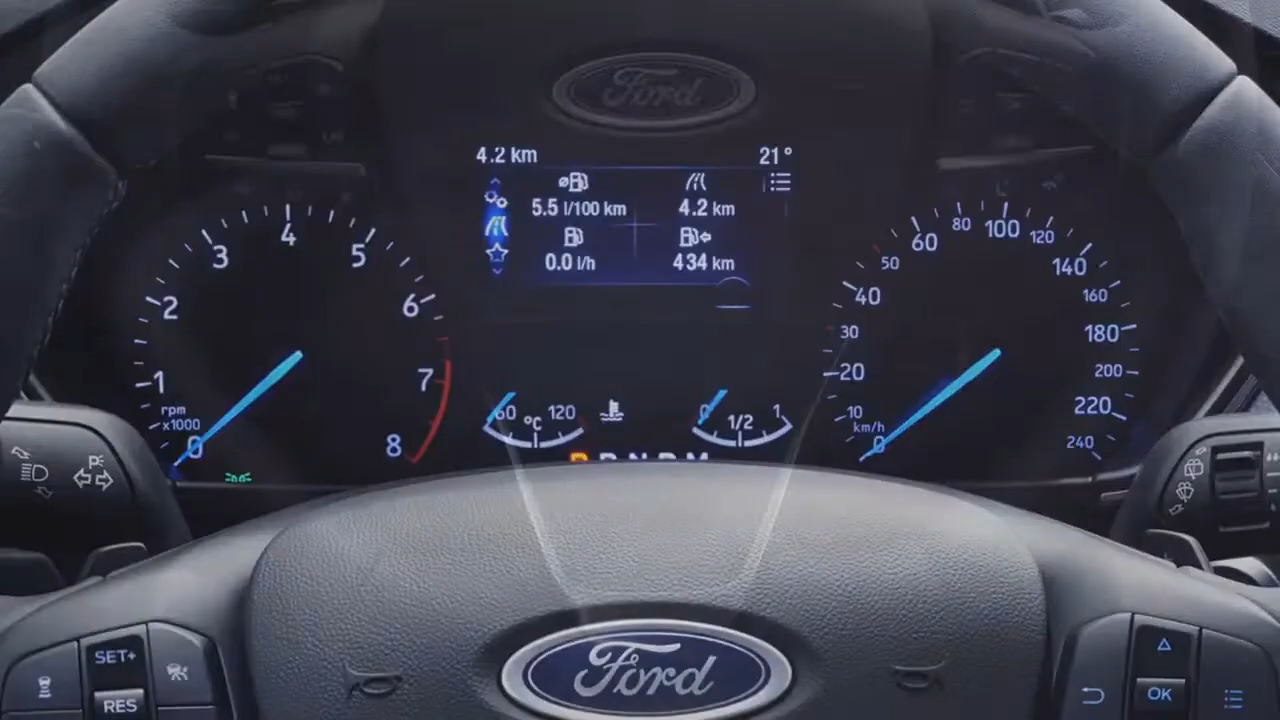 Ford
4.2 km 21°
5.5 l/100 km 4.2 km
0.0 l/h 434 km
0 1 2 3 4 5 6 7 8
rpm
x1000
0 10 20 30 40 50 60 80 100 120 140 160 180 200 220 240
km/h
60 °C 120
0 1/2 1
P R N D M
P
SET+
RES
Ford
OK